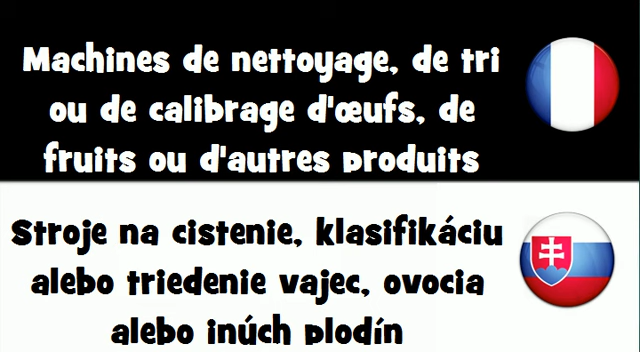 Machines de nettoyage, de tri
ou de calibrage d'œufs, de
fruits ou d'autres produits
Stroje na cistenie, klasifikáciu
alebo triedenie vajec, ovocia
alebo inúch plodín